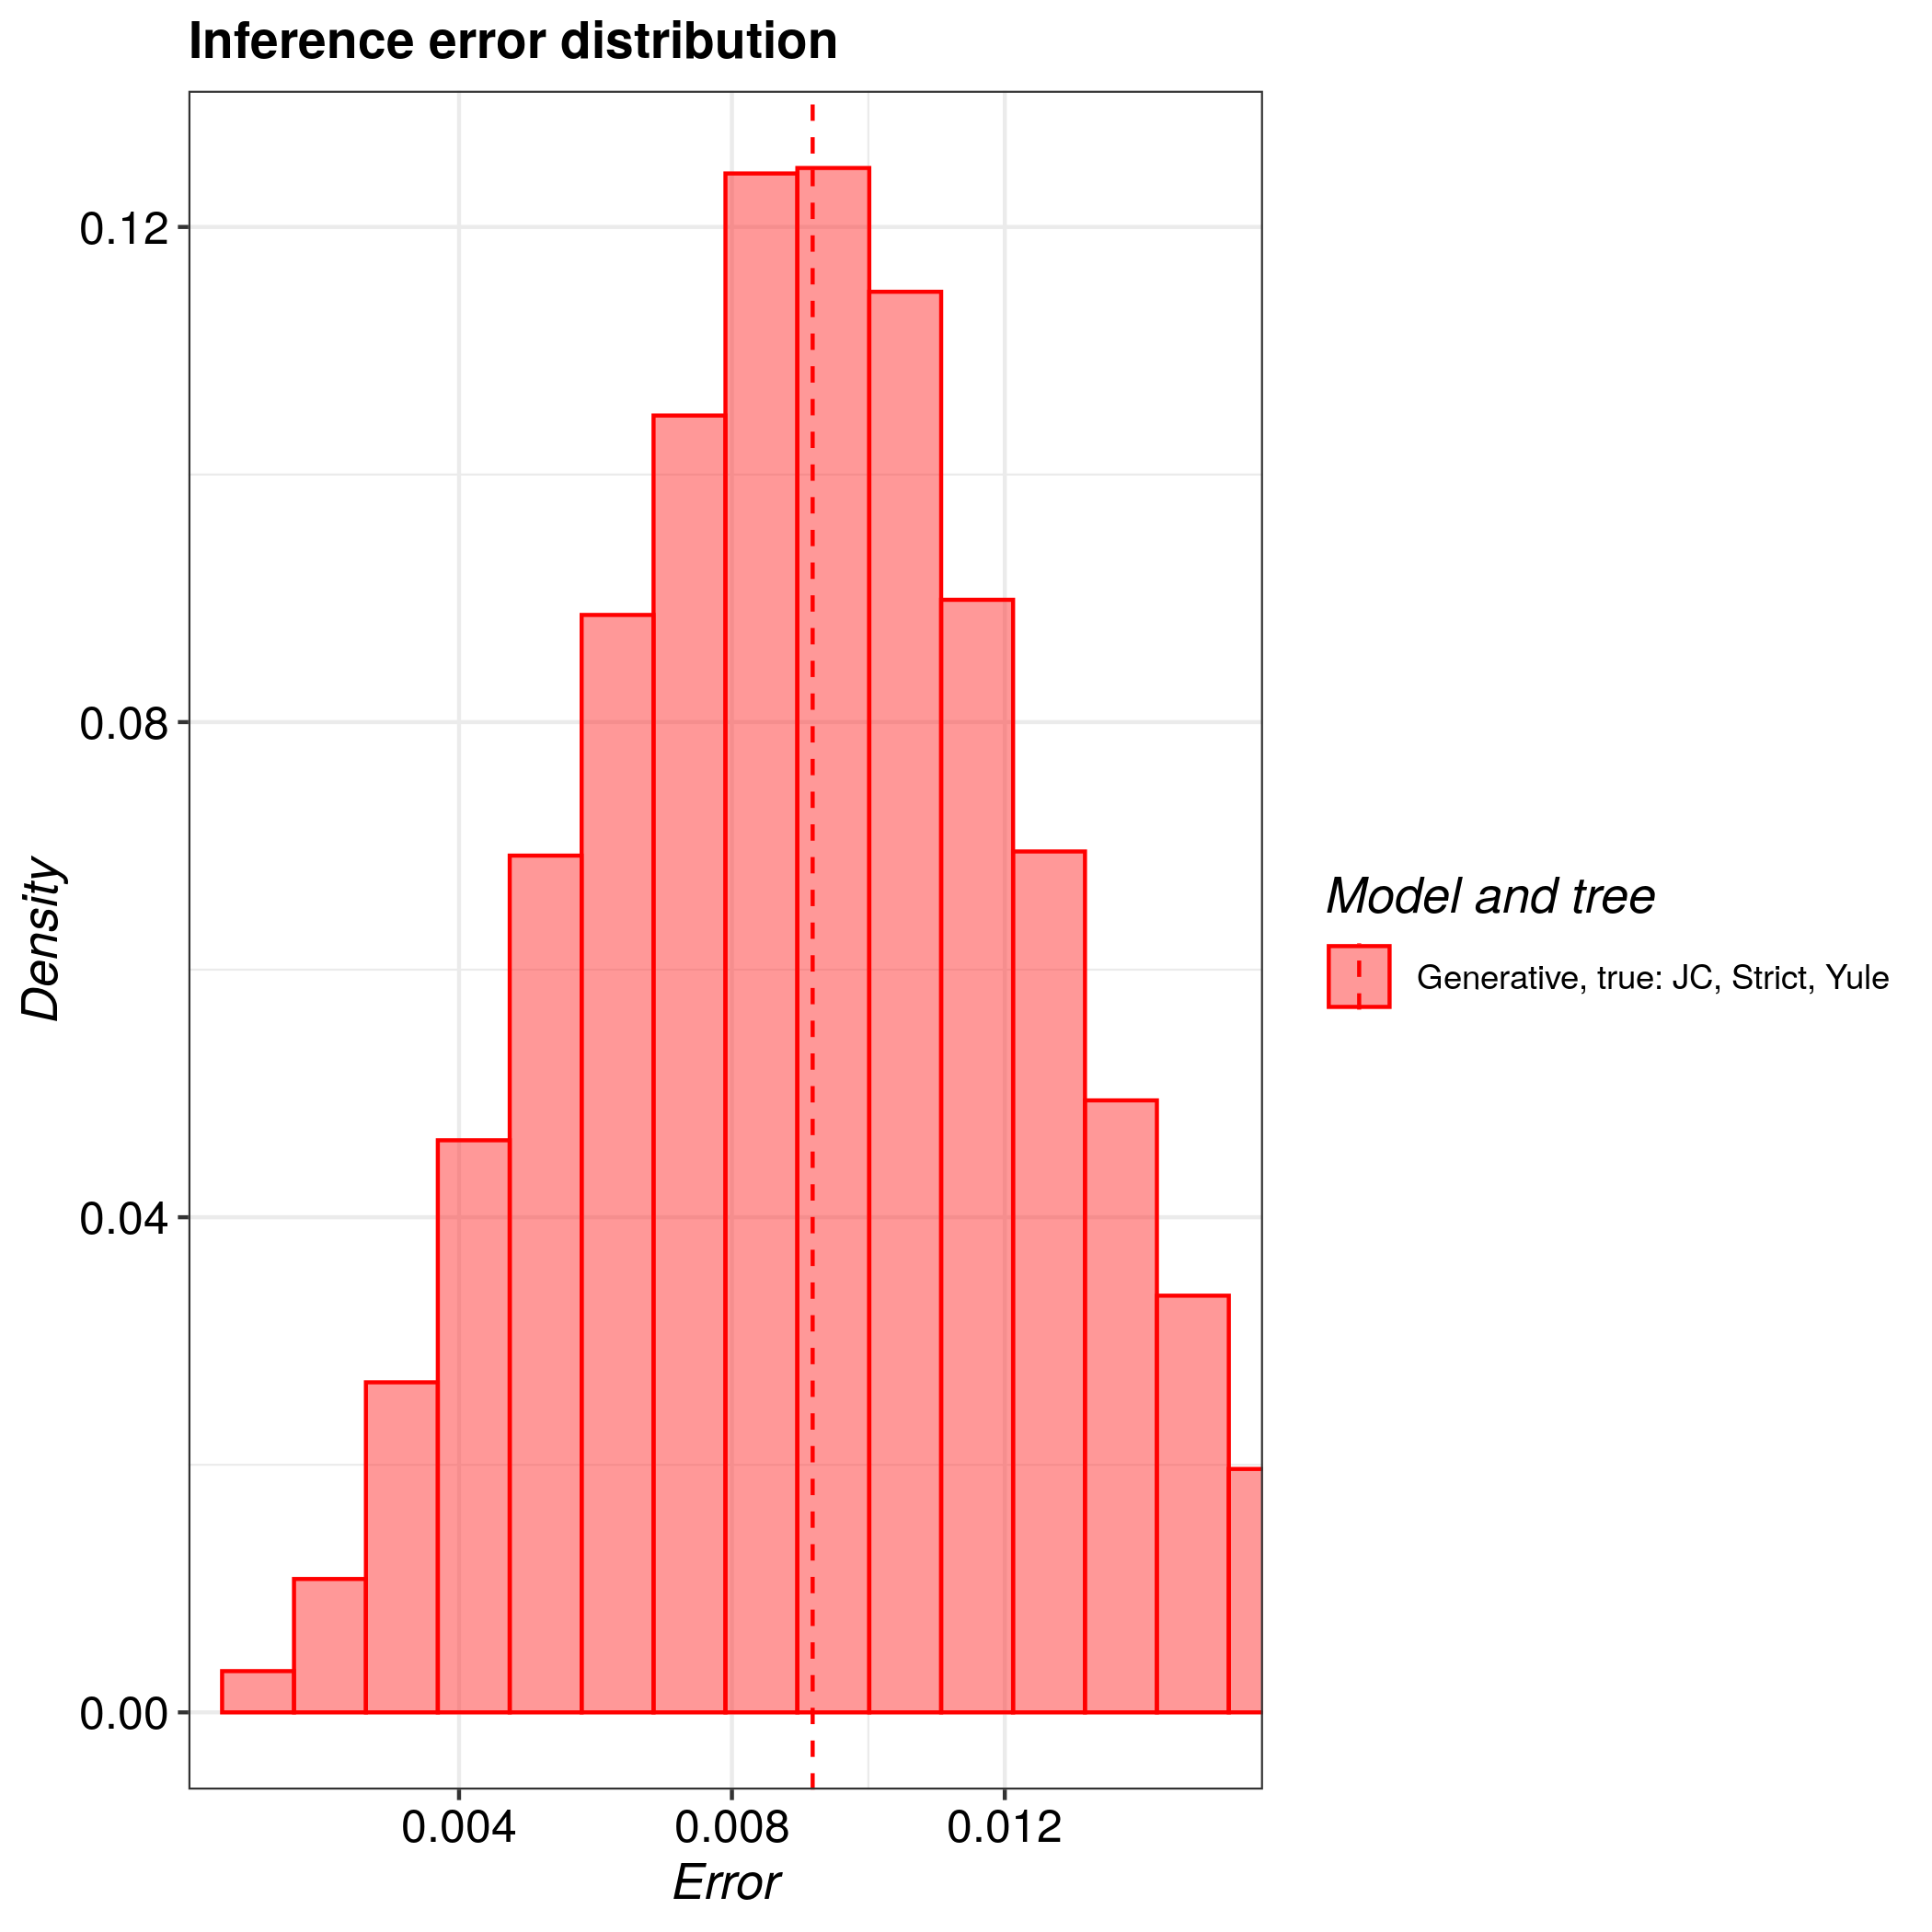 Inference error distribution
0.12
0.08
0.04
0.00
Density
0.004 0.008 0.012
Error
Model and tree
Generative, true: JC, Strict, Yule